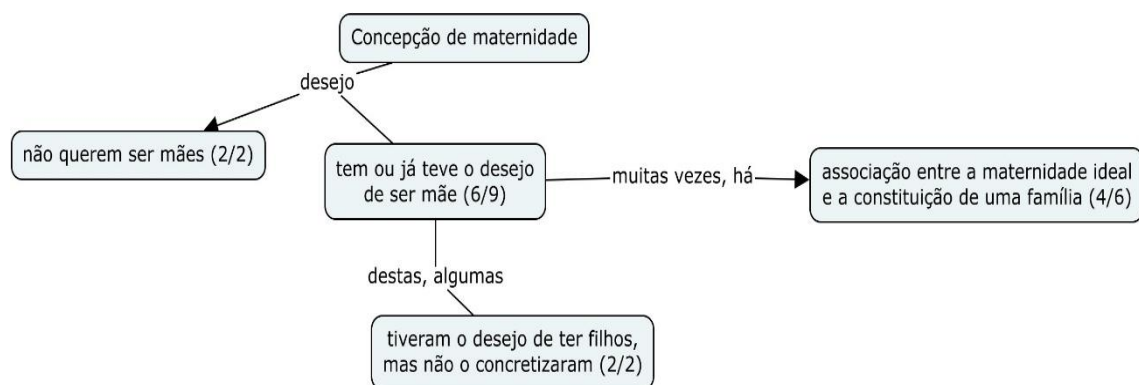 Concepção de maternidade
desejo
não querem ser mães (2/2)
tem ou já teve o desejo
de ser mãe (6/9)
muitas vezes, há
associação entre a maternidade ideal
e a constituição de uma família (4/6)
destas, algumas
tiveram o desejo de ter filhos,
mas não o concretizaram (2/2)